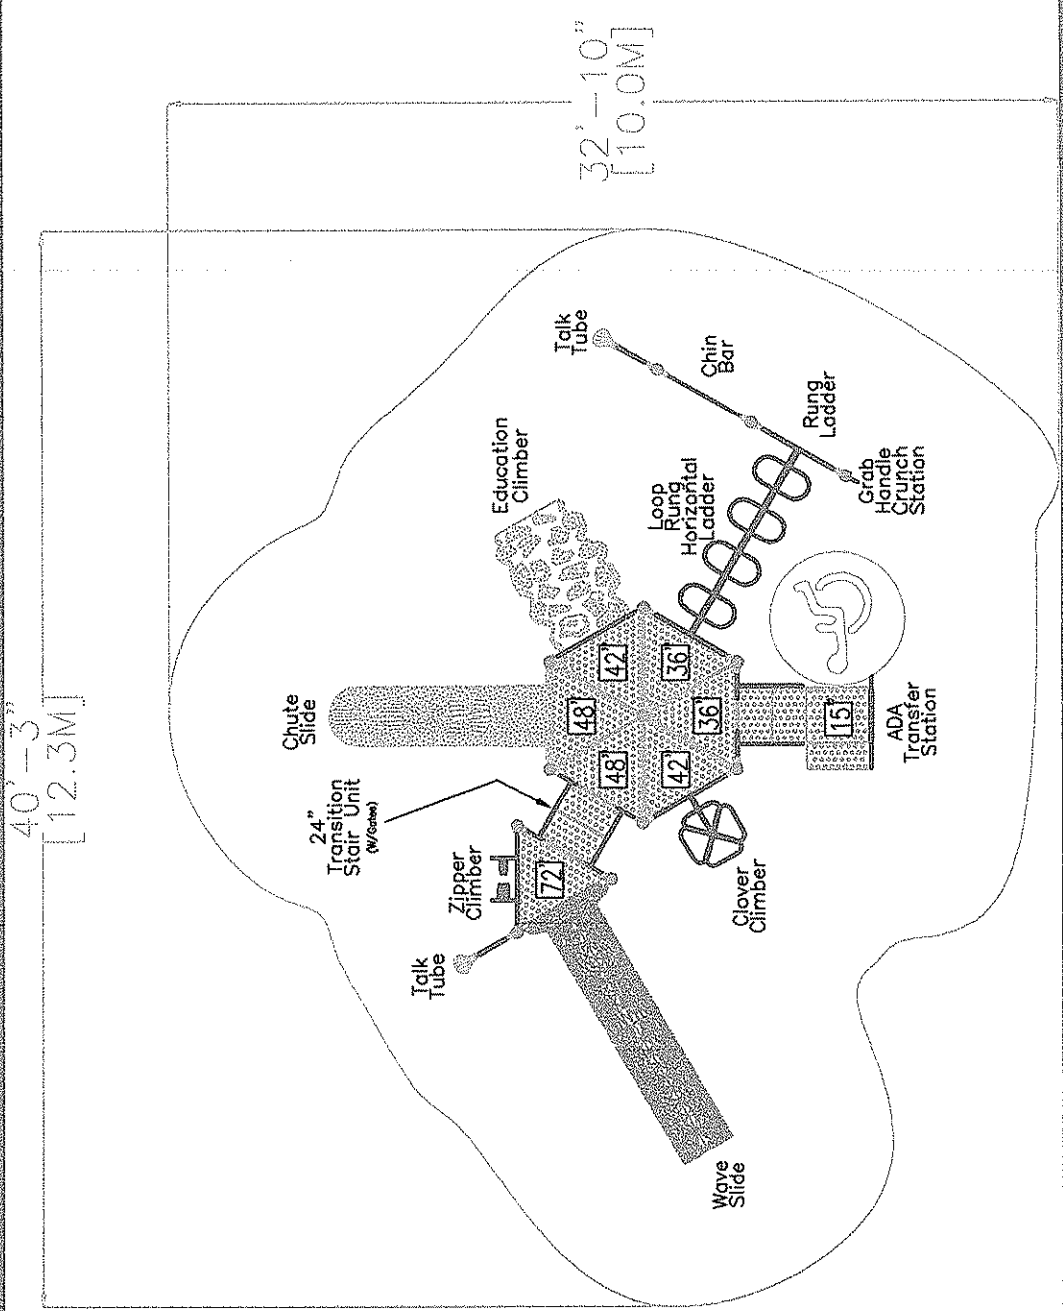 40'-3"
[12.3M]
32'-10"
[10.0M]
Chute
Slide
24"
Transition
Stair Unit
(W/Gates)
Zipper
Climber
Talk
Tube
Wave
Slide
Clover
Climber
ADA
Transfer
Station
Education
Climber
Loop
Rung
Horizontal
Ladder
Talk
Tube
Chin
Bar
Rung
Ladder
Grab
Handle
Crunch
Station
72"
48"
48"
42"
42"
36"
36"
15"